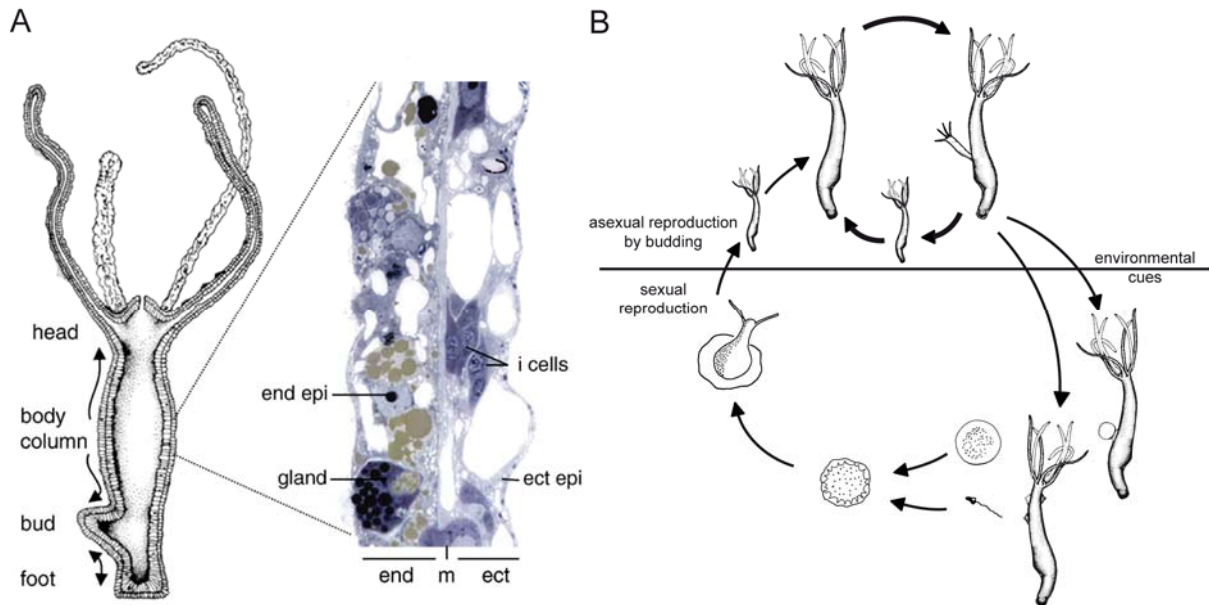 A
head
body
column
bud
foot
end epi
gland
i cells
ect epi
end
m
ect
B
asexual reproduction
by budding
environmental
cues
sexual
reproduction